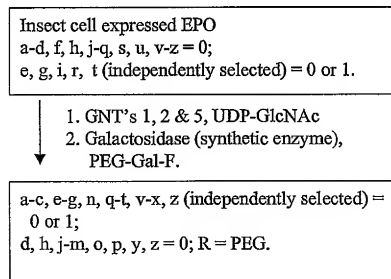 Insect cell expressed EPO
a-d, f, h, j-q, s, u, v-z = 0;
e, g, i, r, t (independently selected) = 0 or 1.
1. GNT's 1, 2 & 5, UDP-GlcNAc
2. Galactosidase (synthetic enzyme),
PEG-Gal-F.
a-c, e-g, n, q-t, v-x, z (independently selected) =
0 or 1;
d, h, j-m, o, p, y, z = 0; R = PEG.